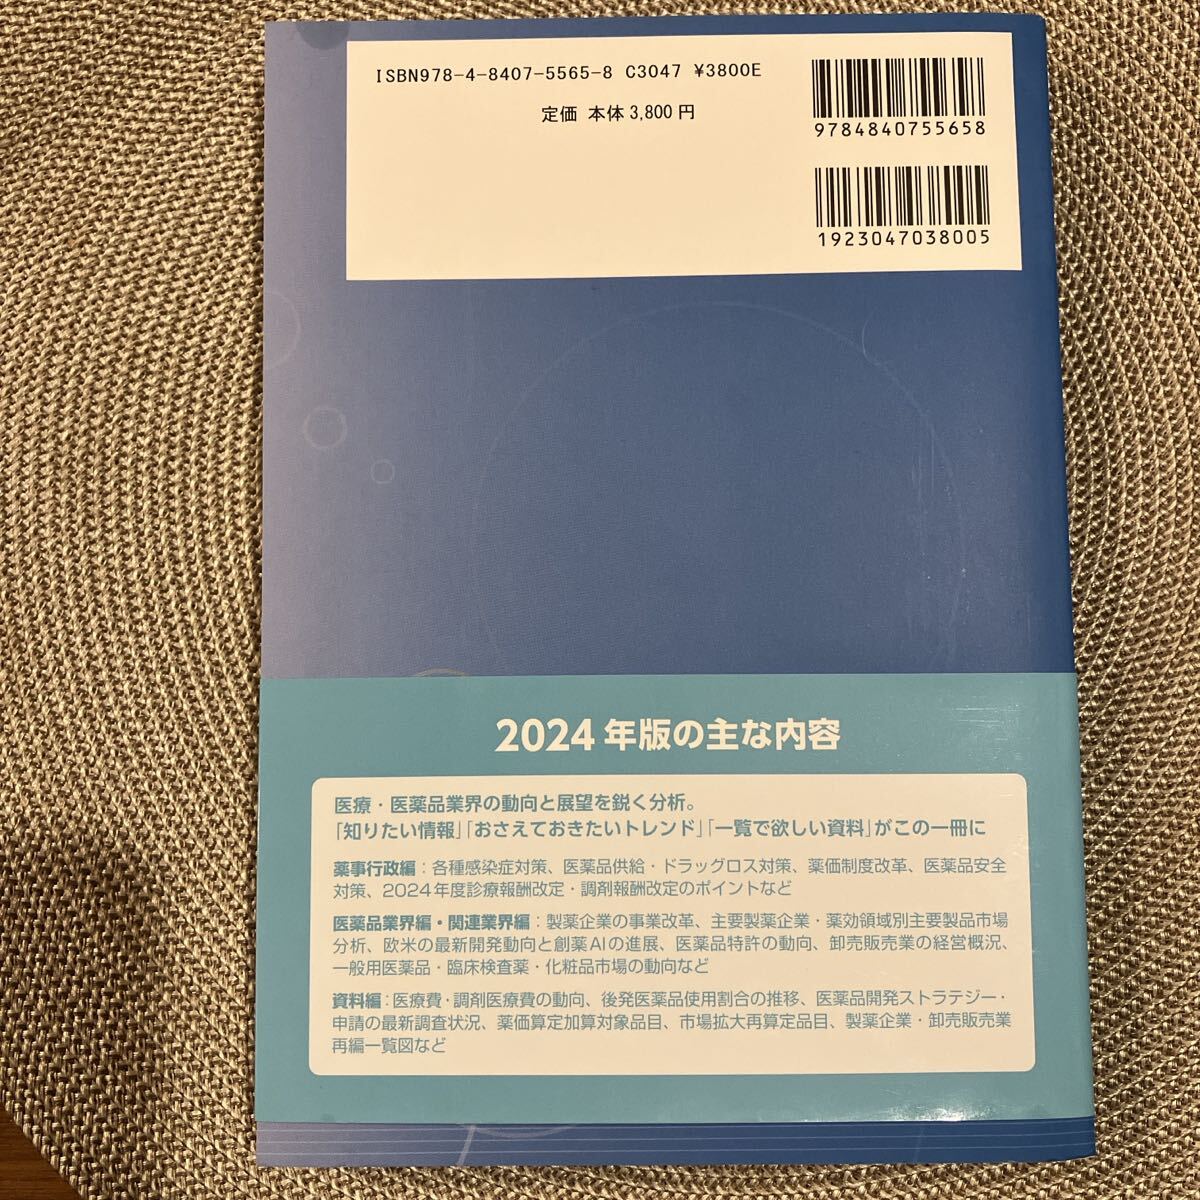 ISBN978-4-8407-5565-8 C3047 ¥3800E
定価 本体 3,800 円
9784840755658
1923047038005
2024 年版の主な内容
医療・医薬品業界の動向と展望を鋭く分析。
「知りたい情報」「おさえておきたいトレンド」「一覧で欲しい資料」がこの一冊に
薬事行政編：各種感染症対策、医薬品供給・ドラッグロス対策、薬価制度改革、医薬品安全
対策、2024年度診療報酬改定・調剤報酬改定のポイントなど
医薬品業界編・関連業界編：製薬企業の事業改革、主要製薬企業・薬効領域別主要製品市場
分析、欧米の最新開発動向と創薬AIの進展、医薬品特許の動向、卸売販売業の経営概況、
一般用医薬品・臨床検査薬・化粧品市場の動向など
資料編：医療費・調剤医療費の動向、後発医薬品使用割合の推移、医薬品開発ストラテジー・
申請の最新調査状況、薬価算定加算対象品目、市場拡大再算定品目、製薬企業・卸売販売業
再編一覧図など